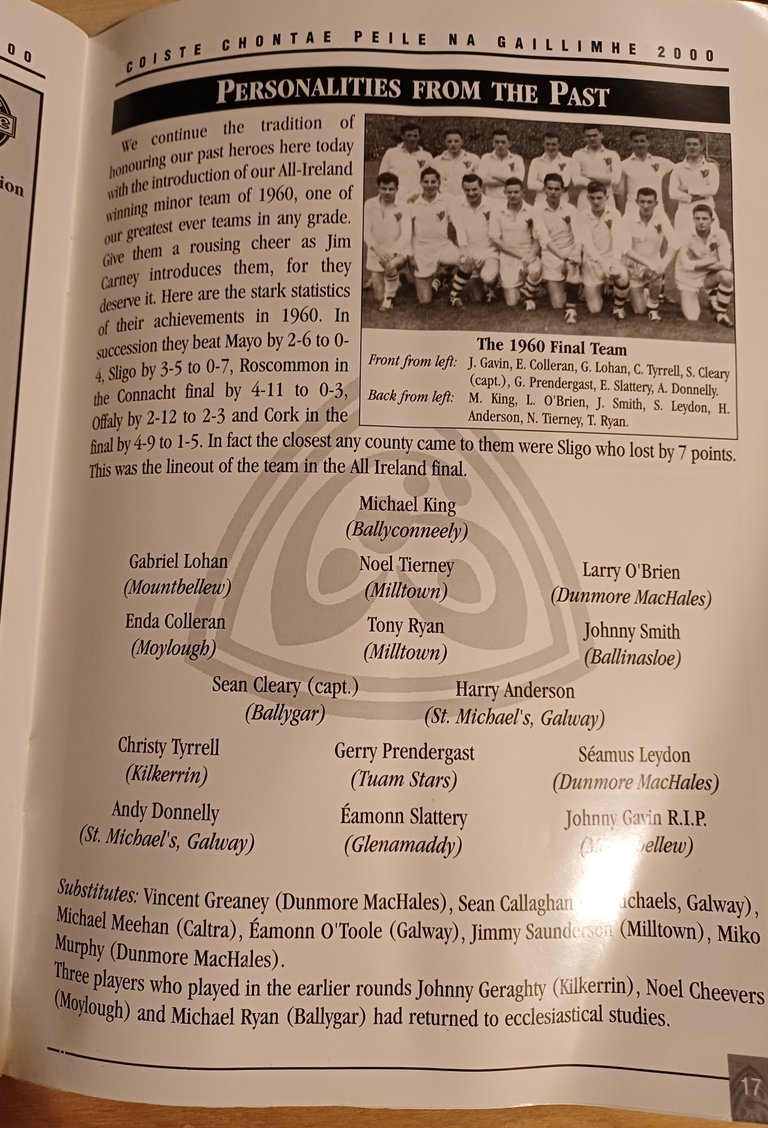 00
COISTE CHONTAE PEILE NA GAILLIMHE 2000
PERSONALITIES FROM THE PAST
ion
We continue the tradition of
honouring our past heroes here today
with the introduction of our All-Ireland
winning minor team of 1960, one of
our greatest ever teams in any grade.
Give them a rousing cheer as Jim
Carney introduces them, for they
deserve it. Here are the stark statistics
of their achievements in 1960. In
succession they beat Mayo by 2-6 to 0-
4, Sligo by 3-5 to 0-7, Roscommon in
the Connacht final by 4-11 to 0-3,
Offaly by 2-12 to 2-3 and Cork in the
final by 4-9 to 1-5. In fact the closest any county came to them were Sligo who lost by 7 points.
This was the lineout of the team in the All Ireland final.
The 1960 Final Team
Front from left: J. Gavin, E. Colleran, G. Lohan, C. Tyrrell, S. Cleary
(capt.), G. Prendergast, E. Slattery, A. Donnelly.
Back from left: M. King, L. O'Brien, J. Smith, S. Leydon, H.
Anderson, N. Tierney, T. Ryan.
Michael King
(Ballyconneely)
Gabriel Lohan Noel Tierney Larry O'Brien
(Mountbellew) (Milltown) (Dunmore MacHales)
Enda Colleran Tony Ryan Johnny Smith
(Moylough) (Milltown) (Ballinasloe)
Sean Cleary (capt.) Harry Anderson
(Ballygar) (St. Michael's, Galway)
Christy Tyrrell Gerry Prendergast Séamus Leydon
(Kilkerrin) (Tuam Stars) (Dunmore MacHales)
Andy Donnelly Éamonn Slattery Johnny Gavin R.I.P.
(St. Michael's, Galway) (Glenamaddy) ellew)
Substitutes: Vincent Greaney (Dunmore MacHales), Sean Callaghan chaels, Galway),
Michael Meehan (Caltra), Éamonn O'Toole (Galway), Jimmy Saunderson (Milltown), Miko
Murphy (Dunmore MacHales).
Three players who played in the earlier rounds Johnny Geraghty (Kilkerrin), Noel Cheevers
(Moylough) and Michael Ryan (Ballygar) had returned to ecclesiastical studies.
17